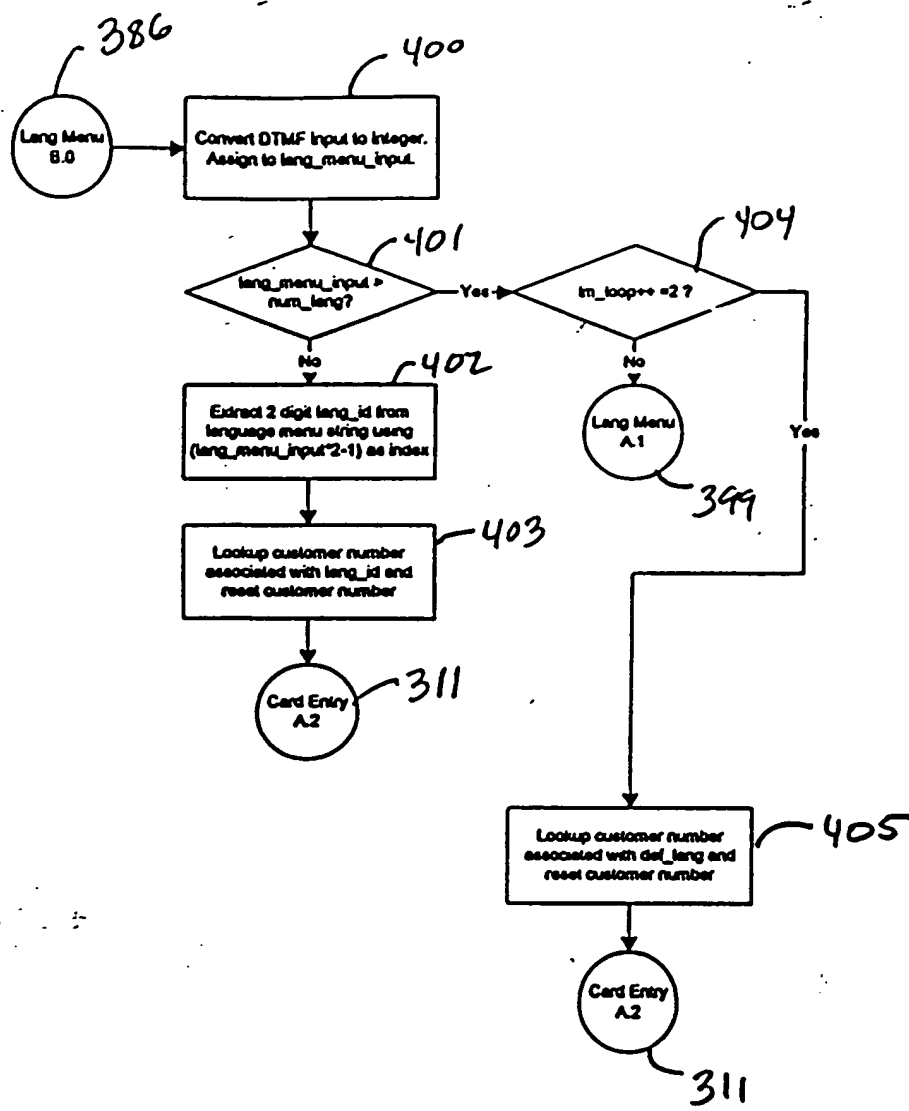 386
400
Lang Menu
B.0
Convert DTMF Input to Integer.
Assign to lang_menu_input.
401
404
lang_menu_input >
num_lang?
Yes
lm_loop++ =2 ?
No
402
No
Extract 2 digit lang_id from
language menu string using
(lang_menu_input*2-1) as index
Lang Menu
A.1
Yes
399
403
Lookup customer number
associated with lang_id and
reset customer number
311
Card Entry
A.2
405
Lookup customer number
associated with def_lang and
reset customer number
Card Entry
A.2
311